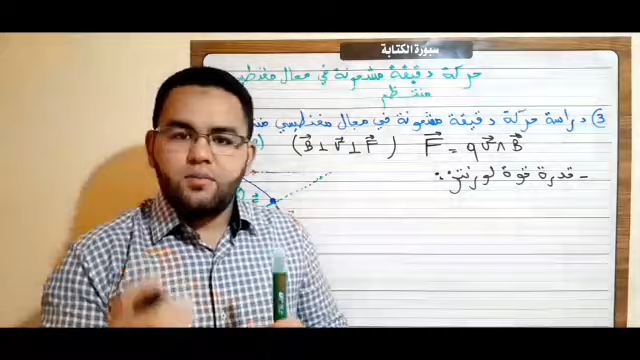 سبورة الكتابة
حركة دقيقة مشحونة في مجال مغنطيسي
منتظم
3) دراسة حركة دقيقة مشحونة في مجال مغنطيسي
(B⃗ ⊥ V⃗ ⊥ F⃗) F⃗ = qV⃗ ∧ B⃗
- قدرة قوة لورنتز: